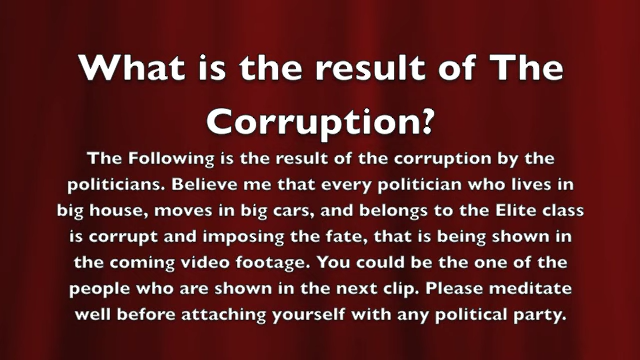 What is the result of The
Corruption?
The Following is the result of the corruption by the
politicians. Believe me that every politician who lives in
big house, moves in big cars, and belongs to the Elite class
is corrupt and imposing the fate, that is being shown in
the coming video footage. You could be the one of the
people who are shown in the next clip. Please meditate
well before attaching yourself with any political party.